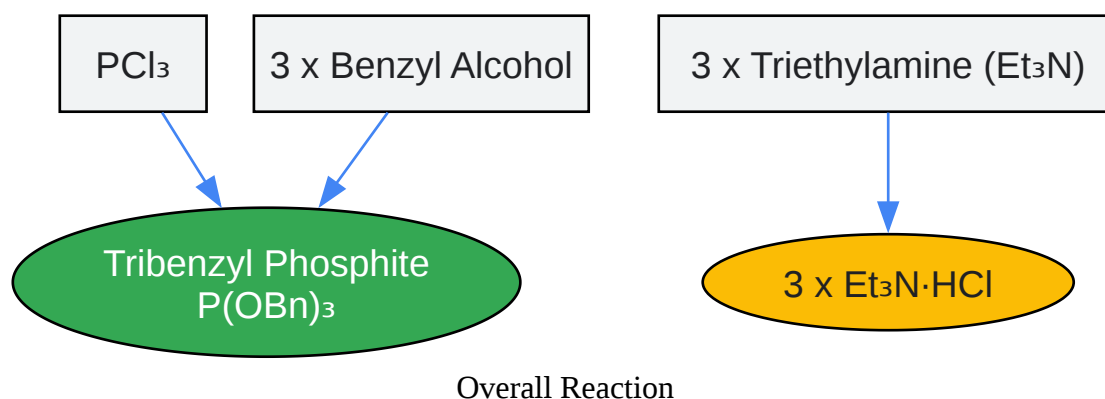 PCl₃
3 x Benzyl Alcohol
3 x Triethylamine (Et₃N)
Tribenzyl Phosphite
P(OBn)₃
3 x Et₃N·HCl
Overall Reaction